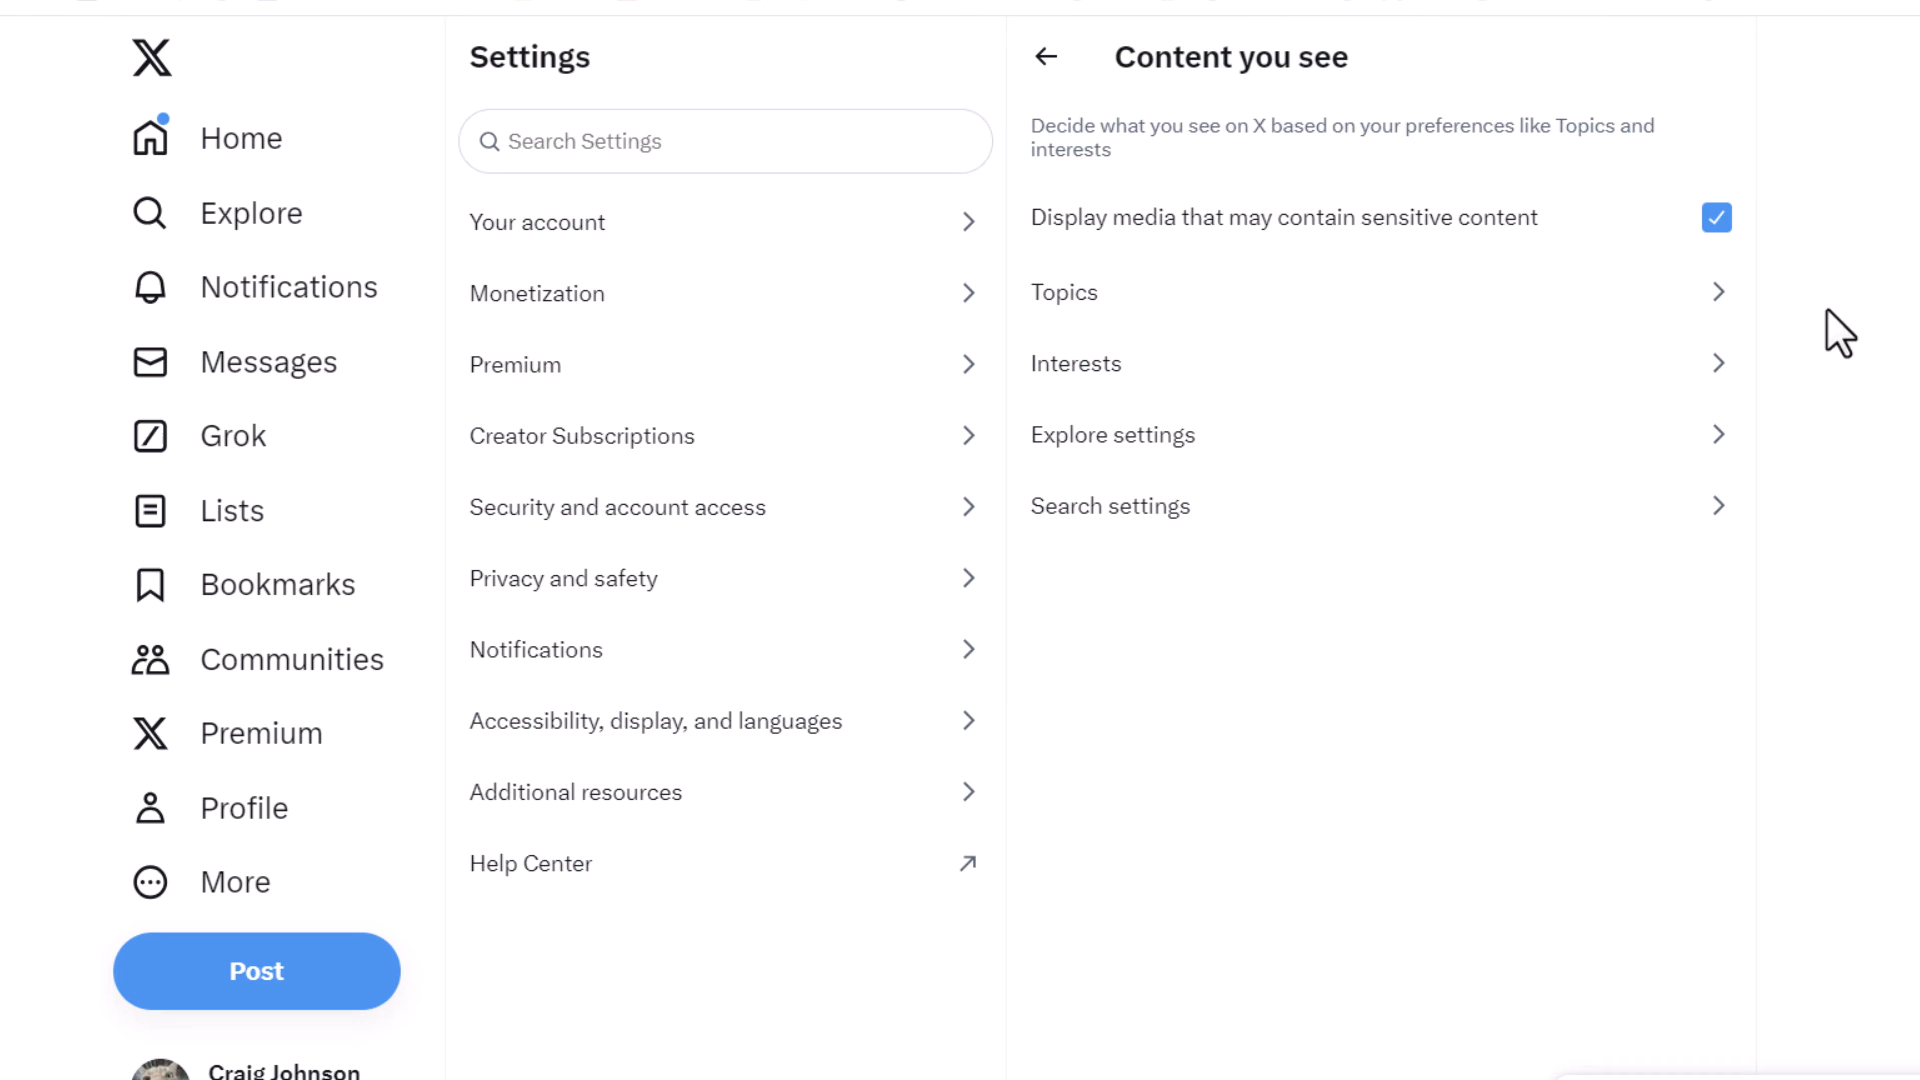 Home
Explore
Notifications
Messages
Grok
Lists
Bookmarks
Communities
Premium
Profile
More
Post
Craig Johnson
Settings
Search Settings
Your account
Monetization
Premium
Creator Subscriptions
Security and account access
Privacy and safety
Notifications
Accessibility, display, and languages
Additional resources
Help Center
Content you see
Decide what you see on X based on your preferences like Topics and
interests
Display media that may contain sensitive content
Topics
Interests
Explore settings
Search settings